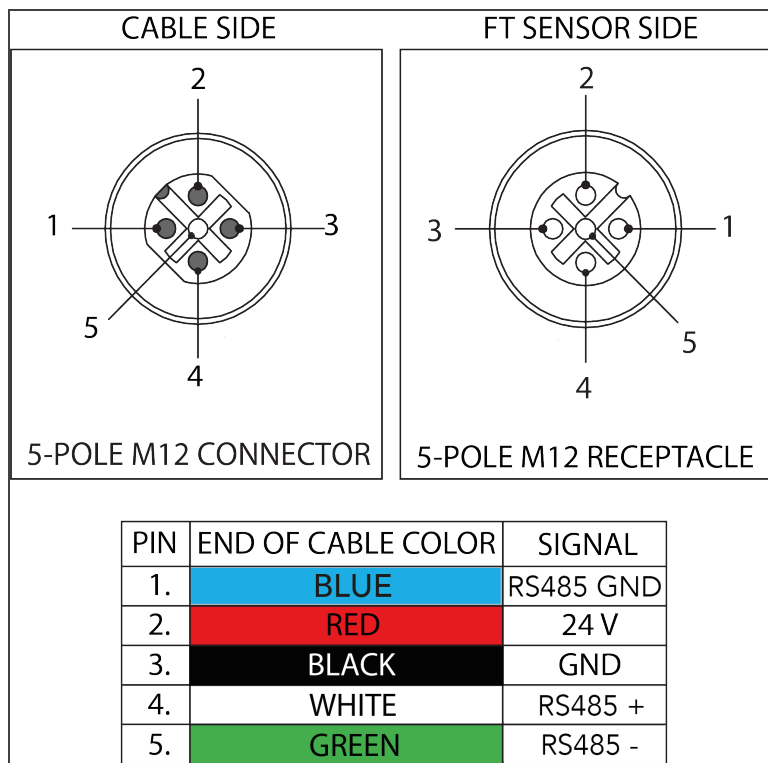 CABLE SIDE
2
1
3
5
4
5-POLE M12 CONNECTOR
FT SENSOR SIDE
2
3
1
5
4
5-POLE M12 RECEPTACLE
PIN END OF CABLE COLOR SIGNAL
1. BLUE RS485 GND
2. RED 24 V
3. BLACK GND
4. WHITE RS485 +
5. GREEN RS485 -